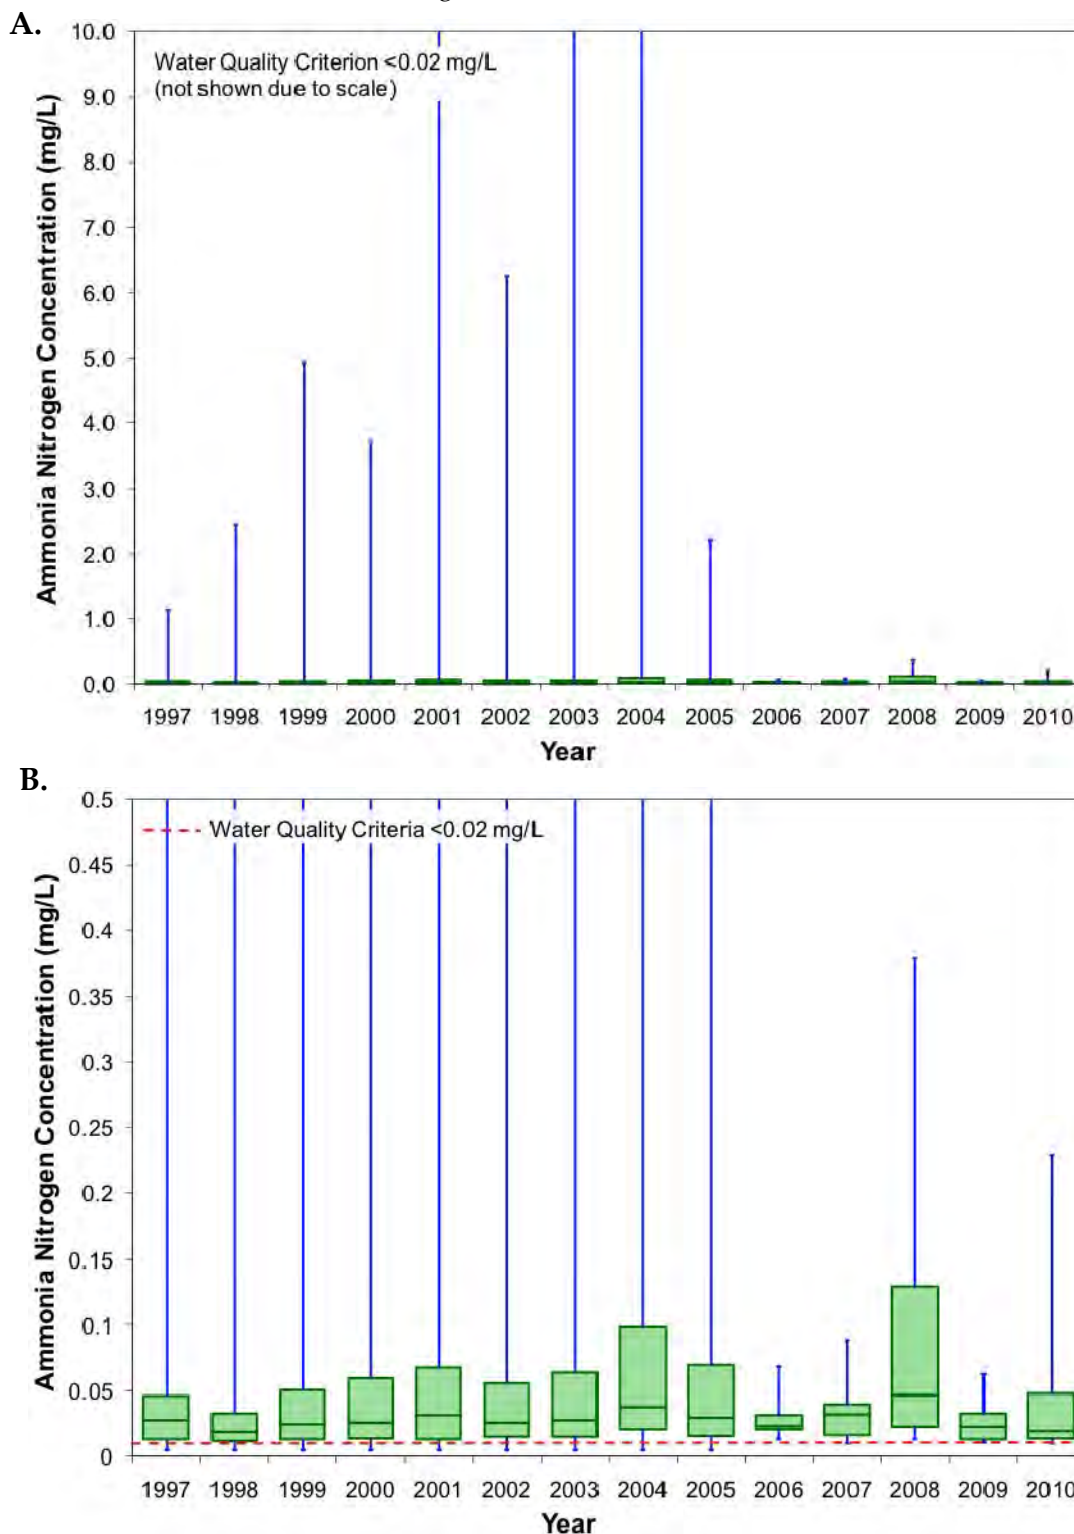 A.
Water Quality Criterion <0.02 mg/L
(not shown due to scale)
Ammonia Nitrogen Concentration (mg/L)
10.0
9.0
8.0
7.0
6.0
5.0
4.0
3.0
2.0
1.0
0.0
1997 1998 1999 2000 2001 2002 2003 2004 2005 2006 2007 2008 2009 2010
Year
B.
Water Quality Criteria <0.02 mg/L
Ammonia Nitrogen Concentration (mg/L)
0.5
0.45
0.4
0.35
0.3
0.25
0.2
0.15
0.1
0.05
0
1997 1998 1999 2000 2001 2002 2003 2004 2005 2006 2007 2008 2009 2010
Year